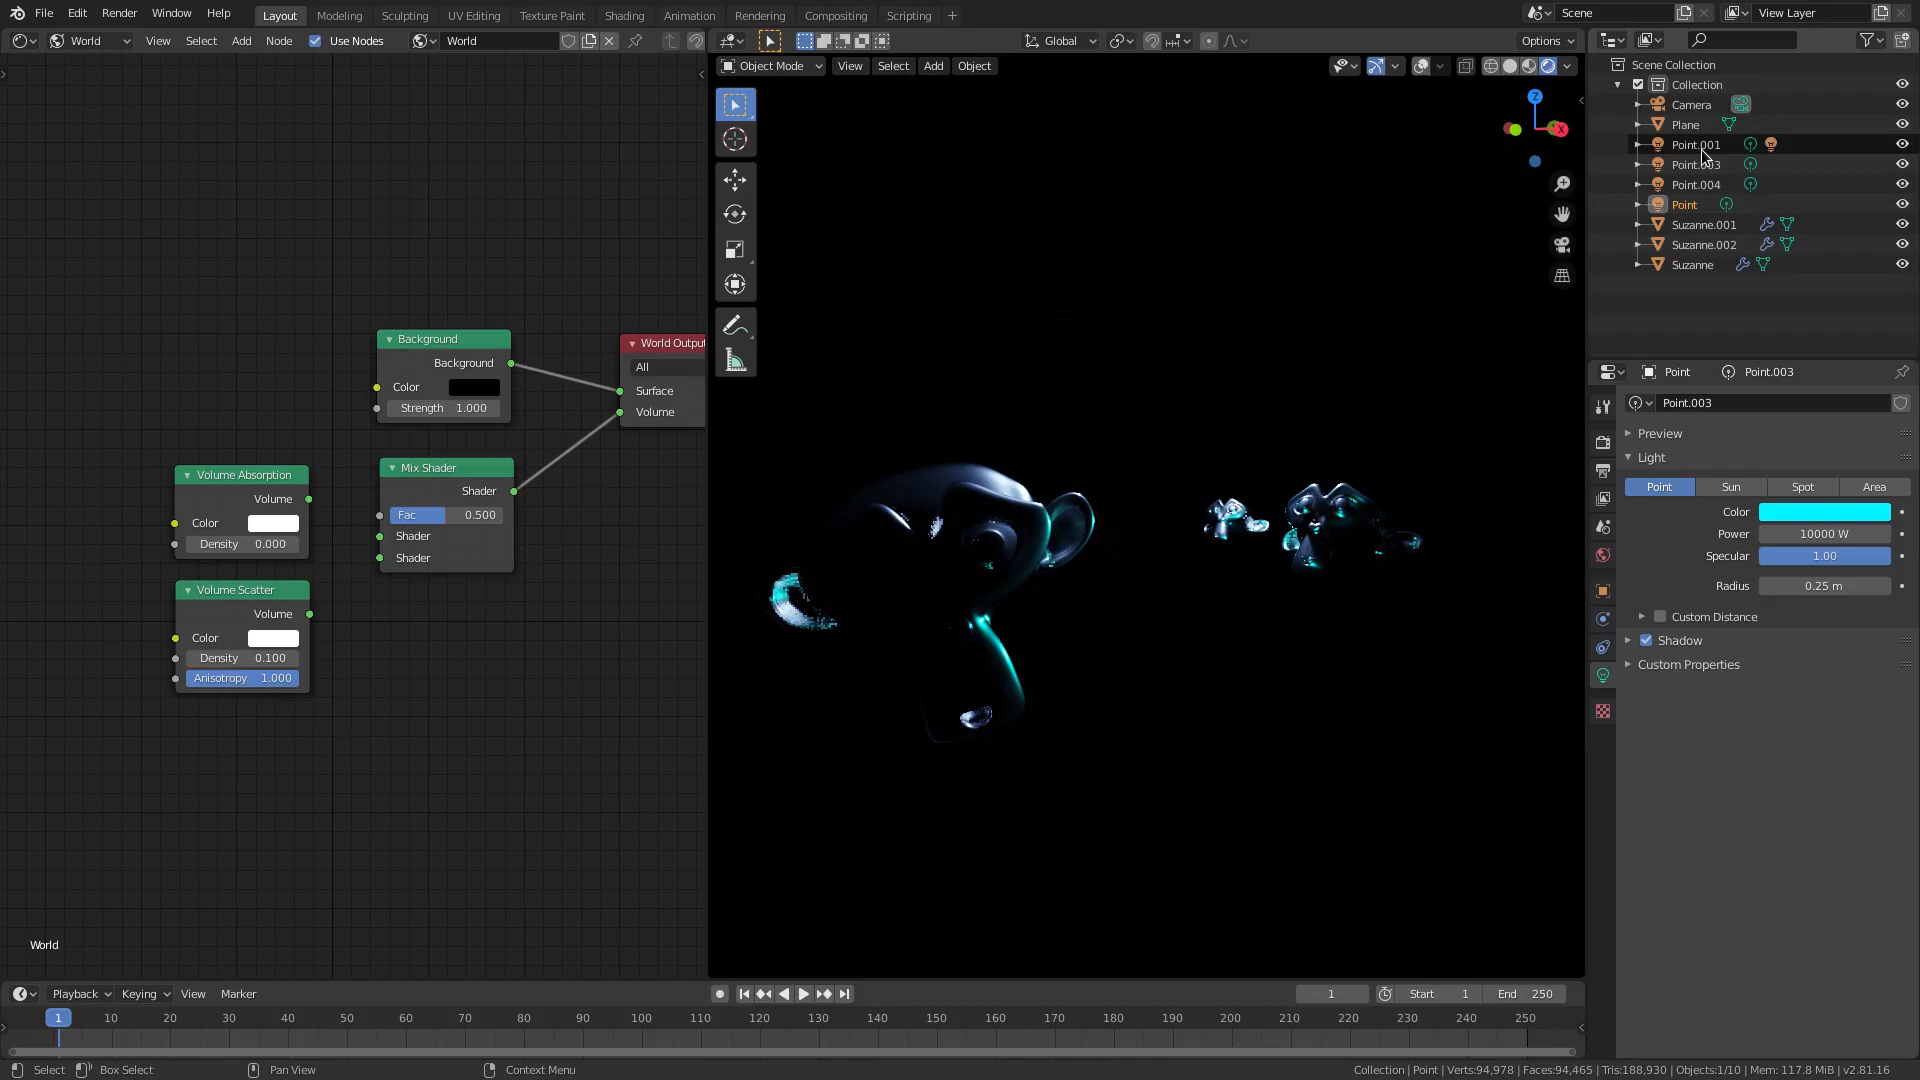 File Edit Render Window Help Layout Modeling Sculpting UV Editing Texture Paint Shading Animation Rendering Compositing Scripting + Scene View Layer
World View Select Add Node Use Nodes World Global Options
Object Mode View Select Add Object
Scene Collection
Collection
Camera
Plane
Point.001
Point.003
Point.004
Point
Suzanne.001
Suzanne.002
Suzanne
Z
X
Background
Background
Color
Strength 1.000
World Output
All
Surface
Volume
Mix Shader
Shader
Fac 0.500
Shader
Shader
Volume Absorption
Volume
Color
Density 0.000
Volume Scatter
Volume
Color
Density 0.100
Anisotropy 1.000
World
Point Point.003
Point.003
Preview
Light
Point Sun Spot Area
Color
Power 10000 W
Specular 1.00
Radius 0.25 m
Custom Distance
Shadow
Custom Properties
Playback Keying View Marker 1 Start 1 End 250
1 10 20 30 40 50 60 70 80 90 100 110 120 130 140 150 160 170 180 190 200 210 220 230 240 250
Select Box Select Pan View Context Menu Collection | Point | Verts:94,978 | Faces:94,465 | Tris:188,930 | Objects:1/10 | Mem: 117.8 MiB | v2.81.16